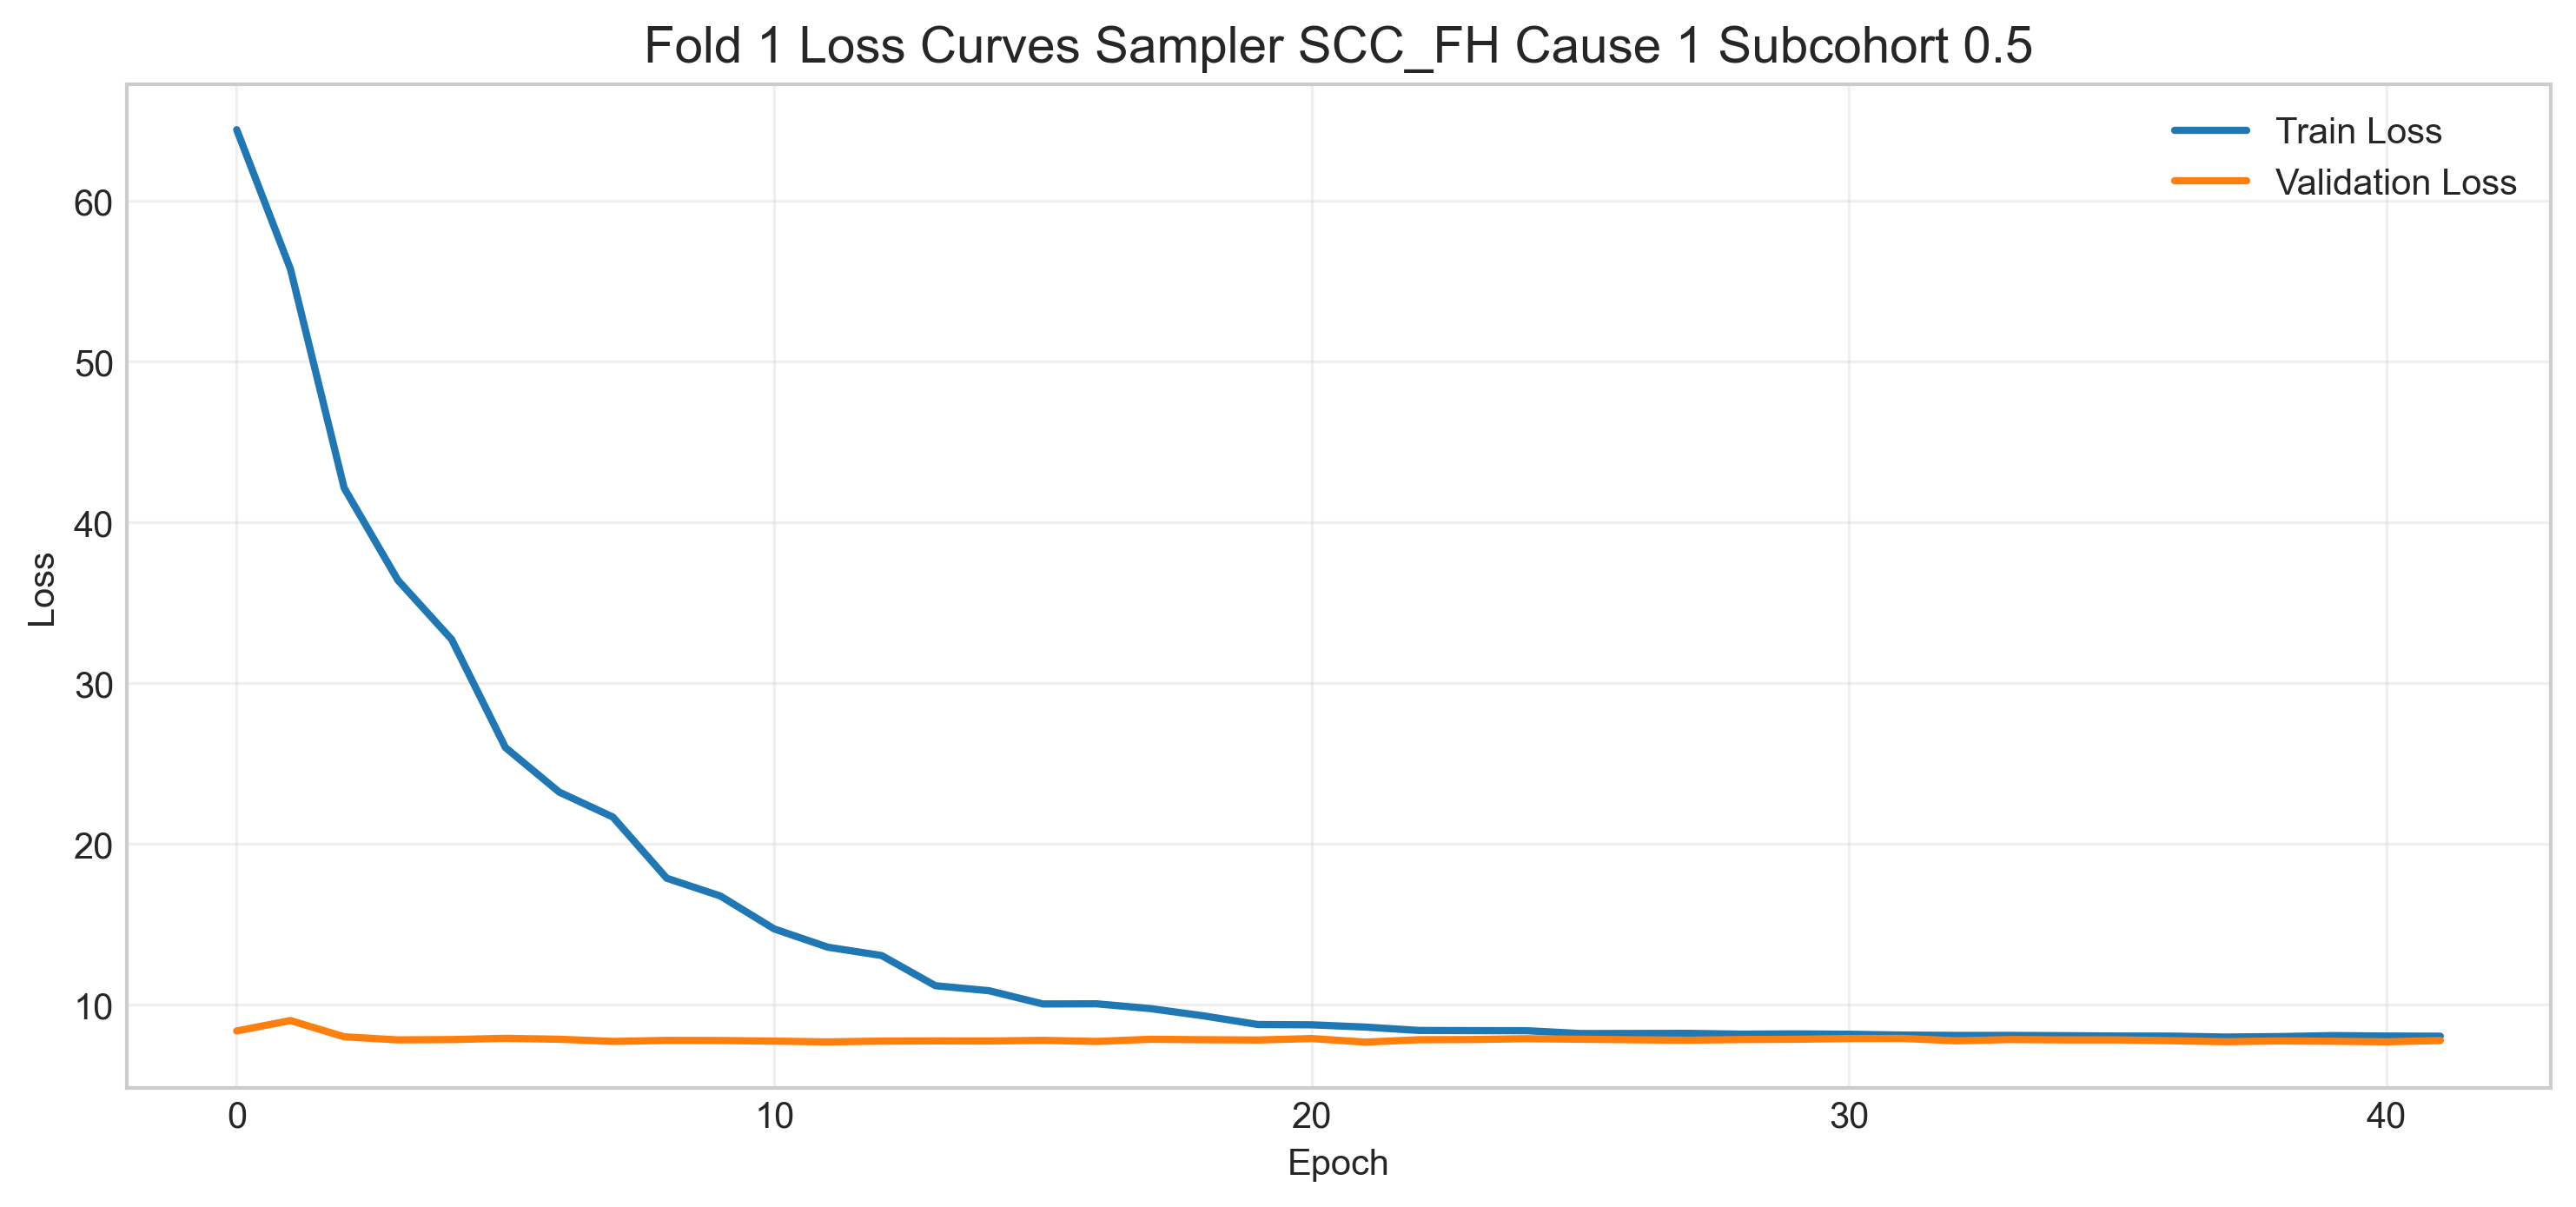 Fold 1 Loss Curves Sampler SCC_FH Cause 1 Subcohort 0.5
Train Loss
Validation Loss
60
50
40
30
20
10
Loss
0 10 20 30 40
Epoch